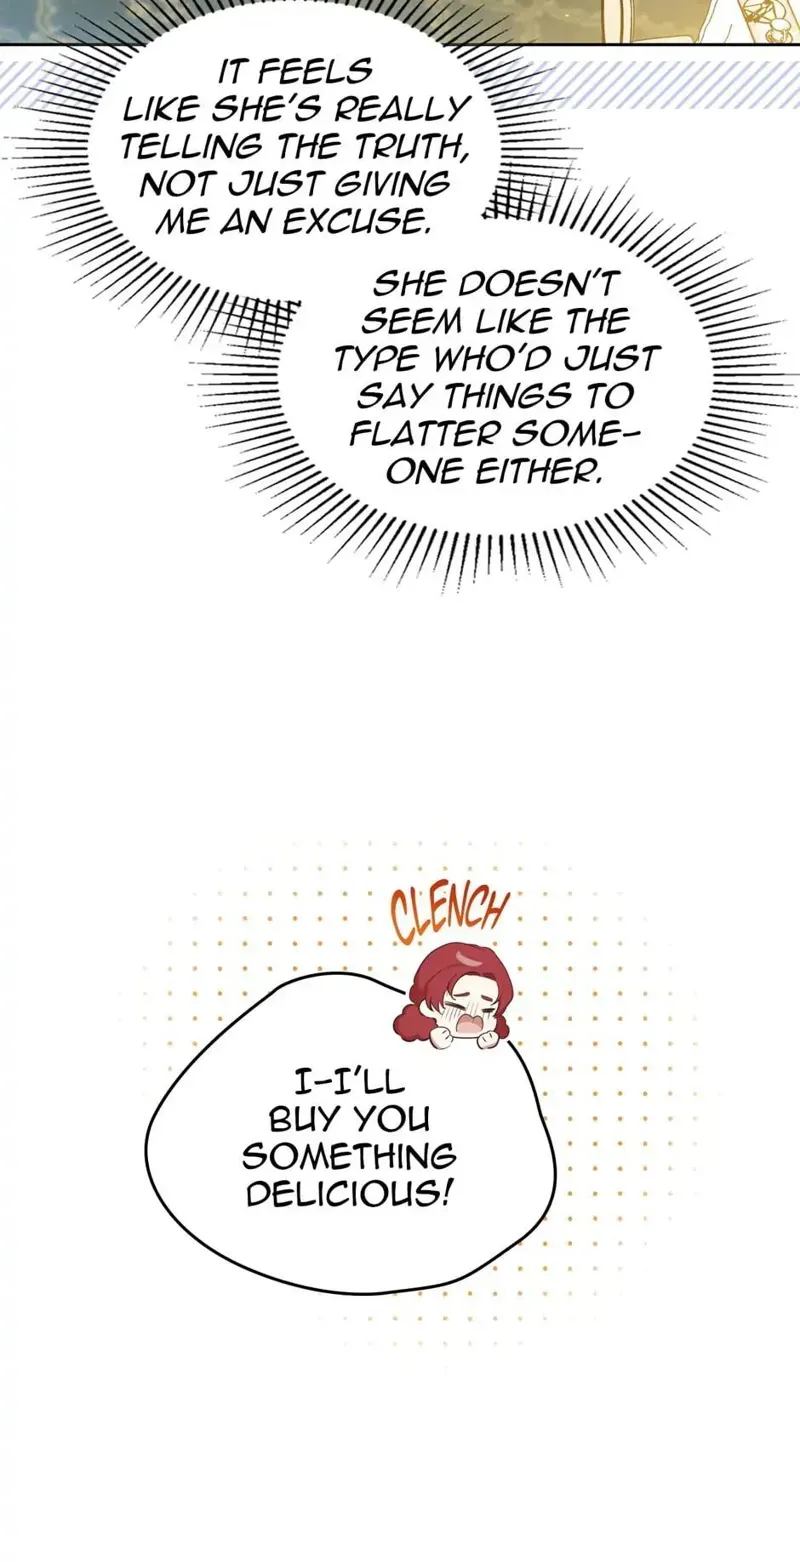 IT FEELS
LIKE SHE'S REALLY
TELLING THE TRUTH,
NOT JUST GIVING
ME AN EXCUSE.
SHE DOESN'T
SEEM LIKE THE
TYPE WHO'D JUST
SAY THINGS TO
FLATTER SOME-
ONE EITHER.
CLENCH
I-I'LL
BUY YOU
SOMETHING
DELICIOUS!